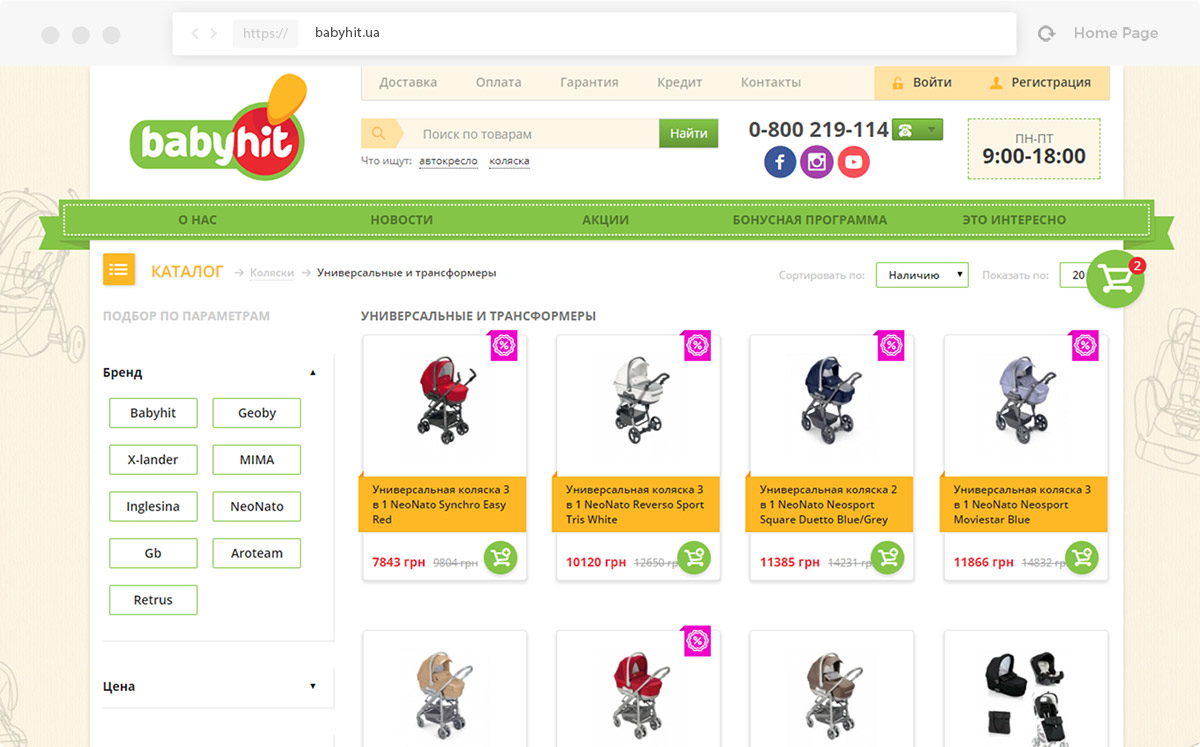 https://
babyhit.ua
Home Page
babyhit
Доставка
Оплата
Гарантия
Кредит
Контакты
Войти
Регистрация
Поиск по товарам
Найти
Что ищут: автокресло коляска
0-800 219-114
f
ПН-ПТ
9:00-18:00
О НАС
НОВОСТИ
АКЦИИ
БОНУСНАЯ ПРОГРАММА
ЭТО ИНТЕРЕСНО
КАТАЛОГ
Коляски
Универсальные и трансформеры
Сортировать по:
Наличию
Показать по:
20
2
ПОДБОР ПО ПАРАМЕТРАМ
Бренд
Babyhit
Geoby
X-lander
MIMA
Inglesina
NeoNato
Gb
Aroteam
Retrus
Цена
УНИВЕРСАЛЬНЫЕ И ТРАНСФОРМЕРЫ
%
%
%
%
Универсальная коляска 3
в 1 NeoNato Synchro Easy
Red
7843 грн 9804 грн
Универсальная коляска 3
в 1 NeoNato Reverso Sport
Tris White
10120 грн 12650 гр
Универсальная коляска 2
в 1 NeoNato Neosport
Square Duetto Blue/Grey
11385 грн 14231 гр
Универсальная коляска 3
в 1 NeoNato Neosport
Moviestar Blue
11866 грн 14832 гр
%